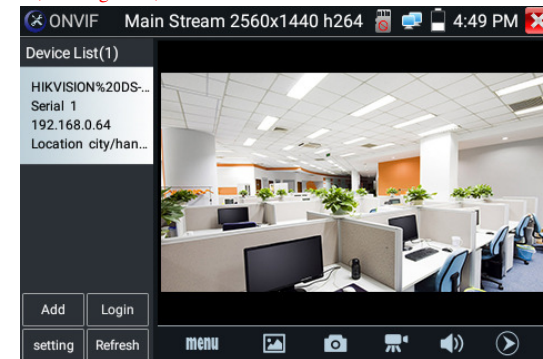 ONVIF Main Stream 2560x1440 h264 4:49 PM
Device List(1)
HIKVISION%20DS-...
Serial 1
192.168.0.64
Location city/han...
Add Login
setting Refresh
menu